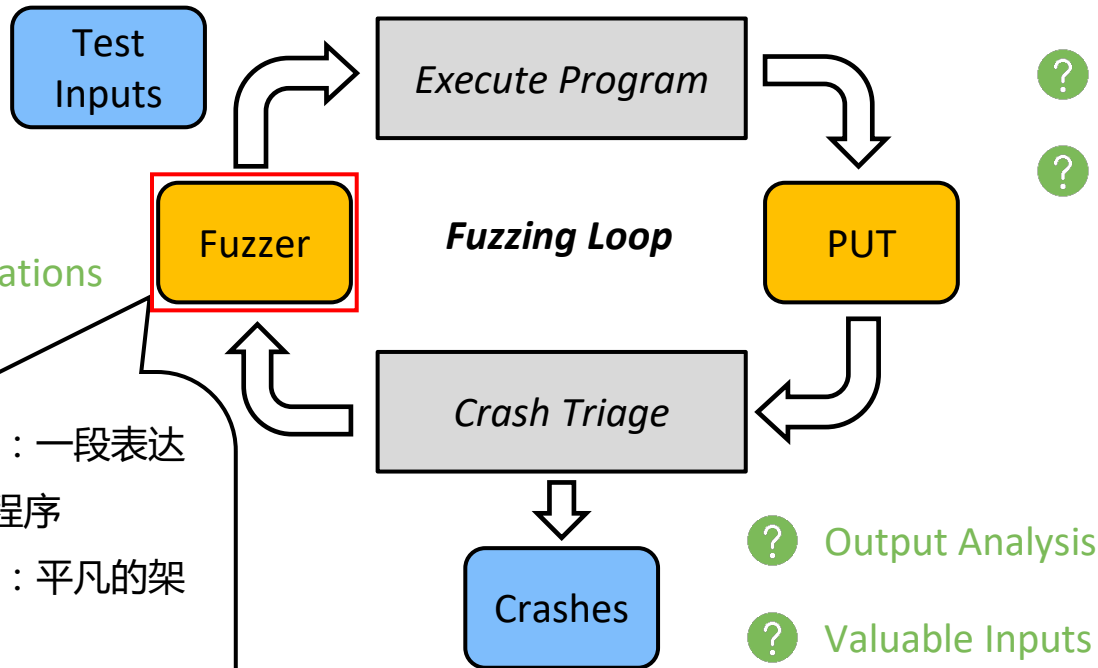 Test
Inputs
Execute Program
?
?
Fuzzer
Fuzzing Loop
PUT
ations
Crash Triage
：一段表达
程序
：平凡的架
Crashes
? Output Analysis
? Valuable Inputs